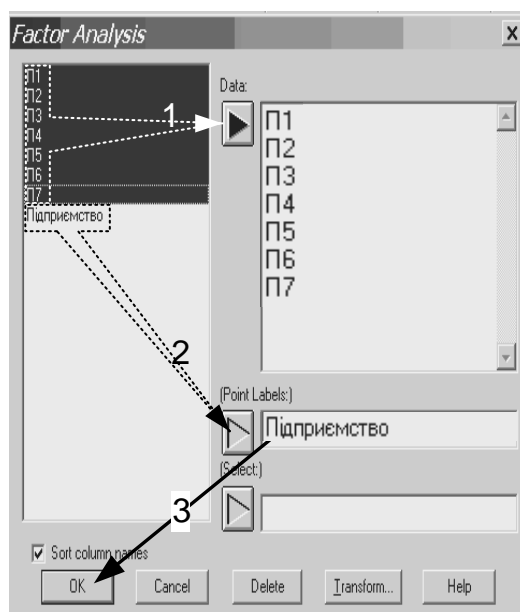 Factor Analysis
П1
П2
П3
П4
П5
П6
П7
Підприємство
1
2
3
Data:
П1
П2
П3
П4
П5
П6
П7
(Point Labels:)
Підприємство
(Select:)
Sort column names
OK Cancel Delete Transform... Help